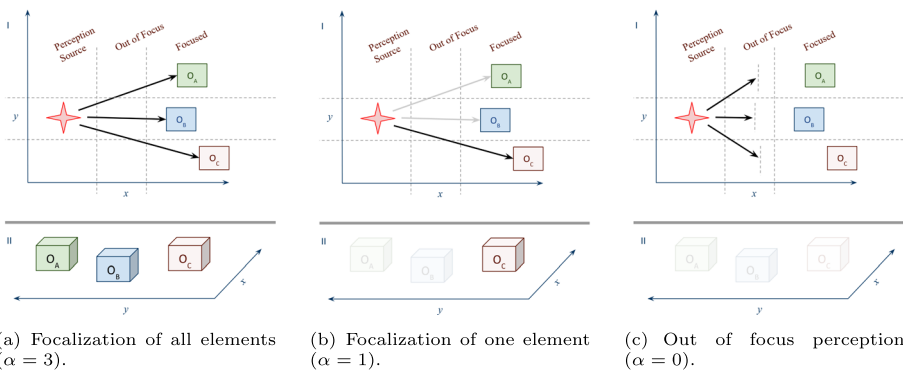 I
Perception Source
Out of Focus
Focused
O_A
O_B
O_C
y
x
II
O_A
O_B
O_C
x
y
(a) Focalization of all elements
(α = 3).
I
Perception Source
Out of Focus
Focused
O_A
O_B
O_C
y
x
II
O_A
O_B
O_C
x
y
(b) Focalization of one element
(α = 1).
I
Perception Source
Out of Focus
Focused
O_A
O_B
O_C
y
x
II
O_A
O_B
O_C
x
y
(c) Out of focus perception
(α = 0).